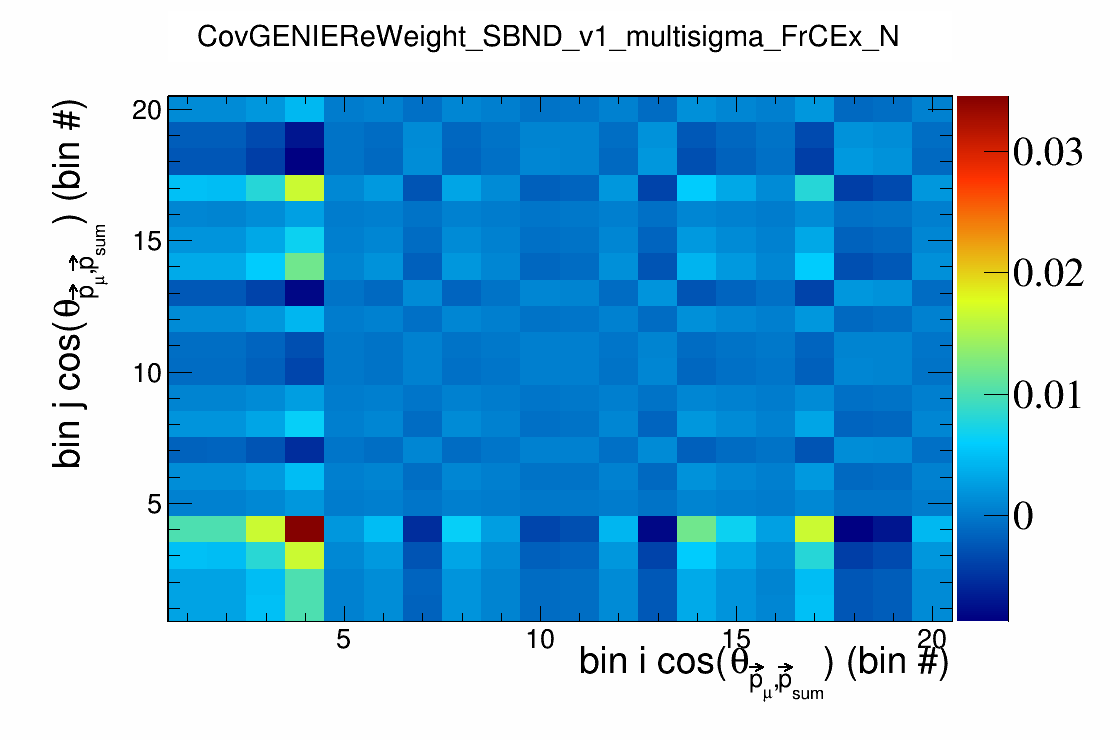 CovGENIEReWeight_SBND_v1_multisigma_FrCEx_N
bin j cos(θp⃗μ,p⃗sum) (bin #)
20
15
10
5
0.03
0.02
0.01
0
5 10 15 20
bin i cos(θp⃗μ,p⃗sum) (bin #)